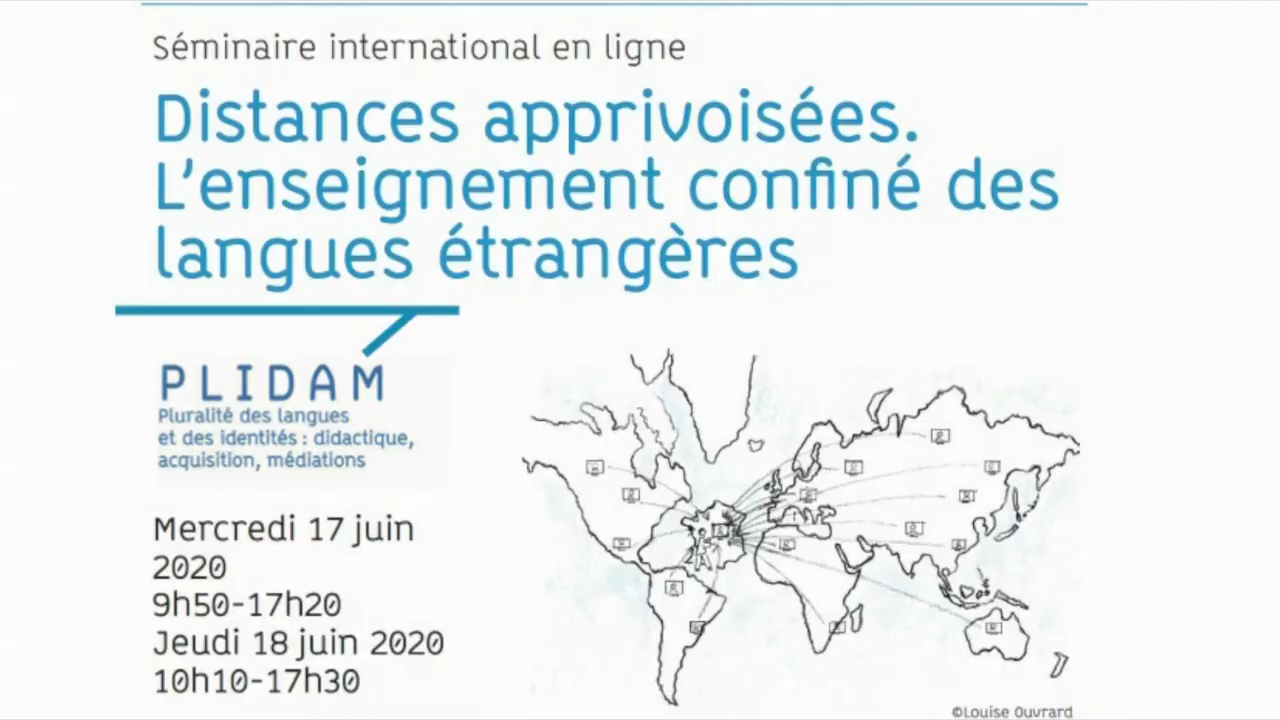 Séminaire international en ligne
Distances apprivoisées.
L'enseignement confiné des
langues étrangères
PLIDAM
Pluralité des langues
et des identités : didactique,
acquisition, médiations
Mercredi 17 juin
2020
9h50-17h20
Jeudi 18 juin 2020
10h10-17h30
©Louise Ouvrard